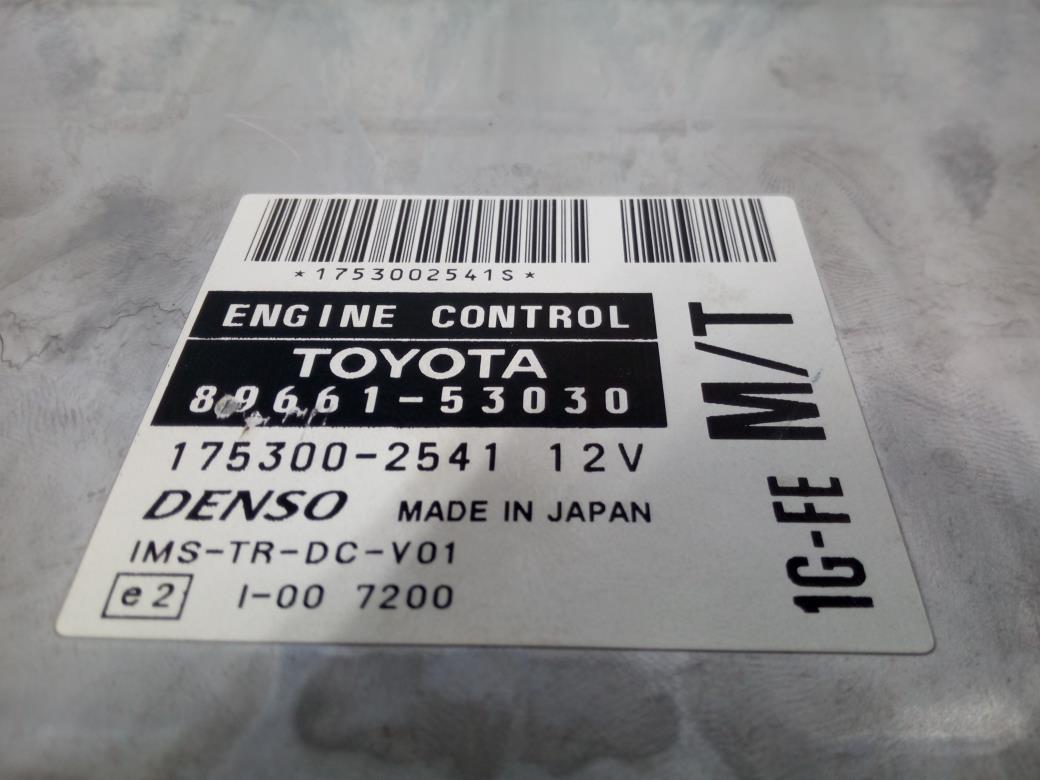 *1753002541S*
ENGINE CONTROL
TOYOTA
89661-53030
175300-2541 12V
DENSO MADE IN JAPAN
IMS-TR-DC-V01
e2 I-00 7200
M/T
1G-FE